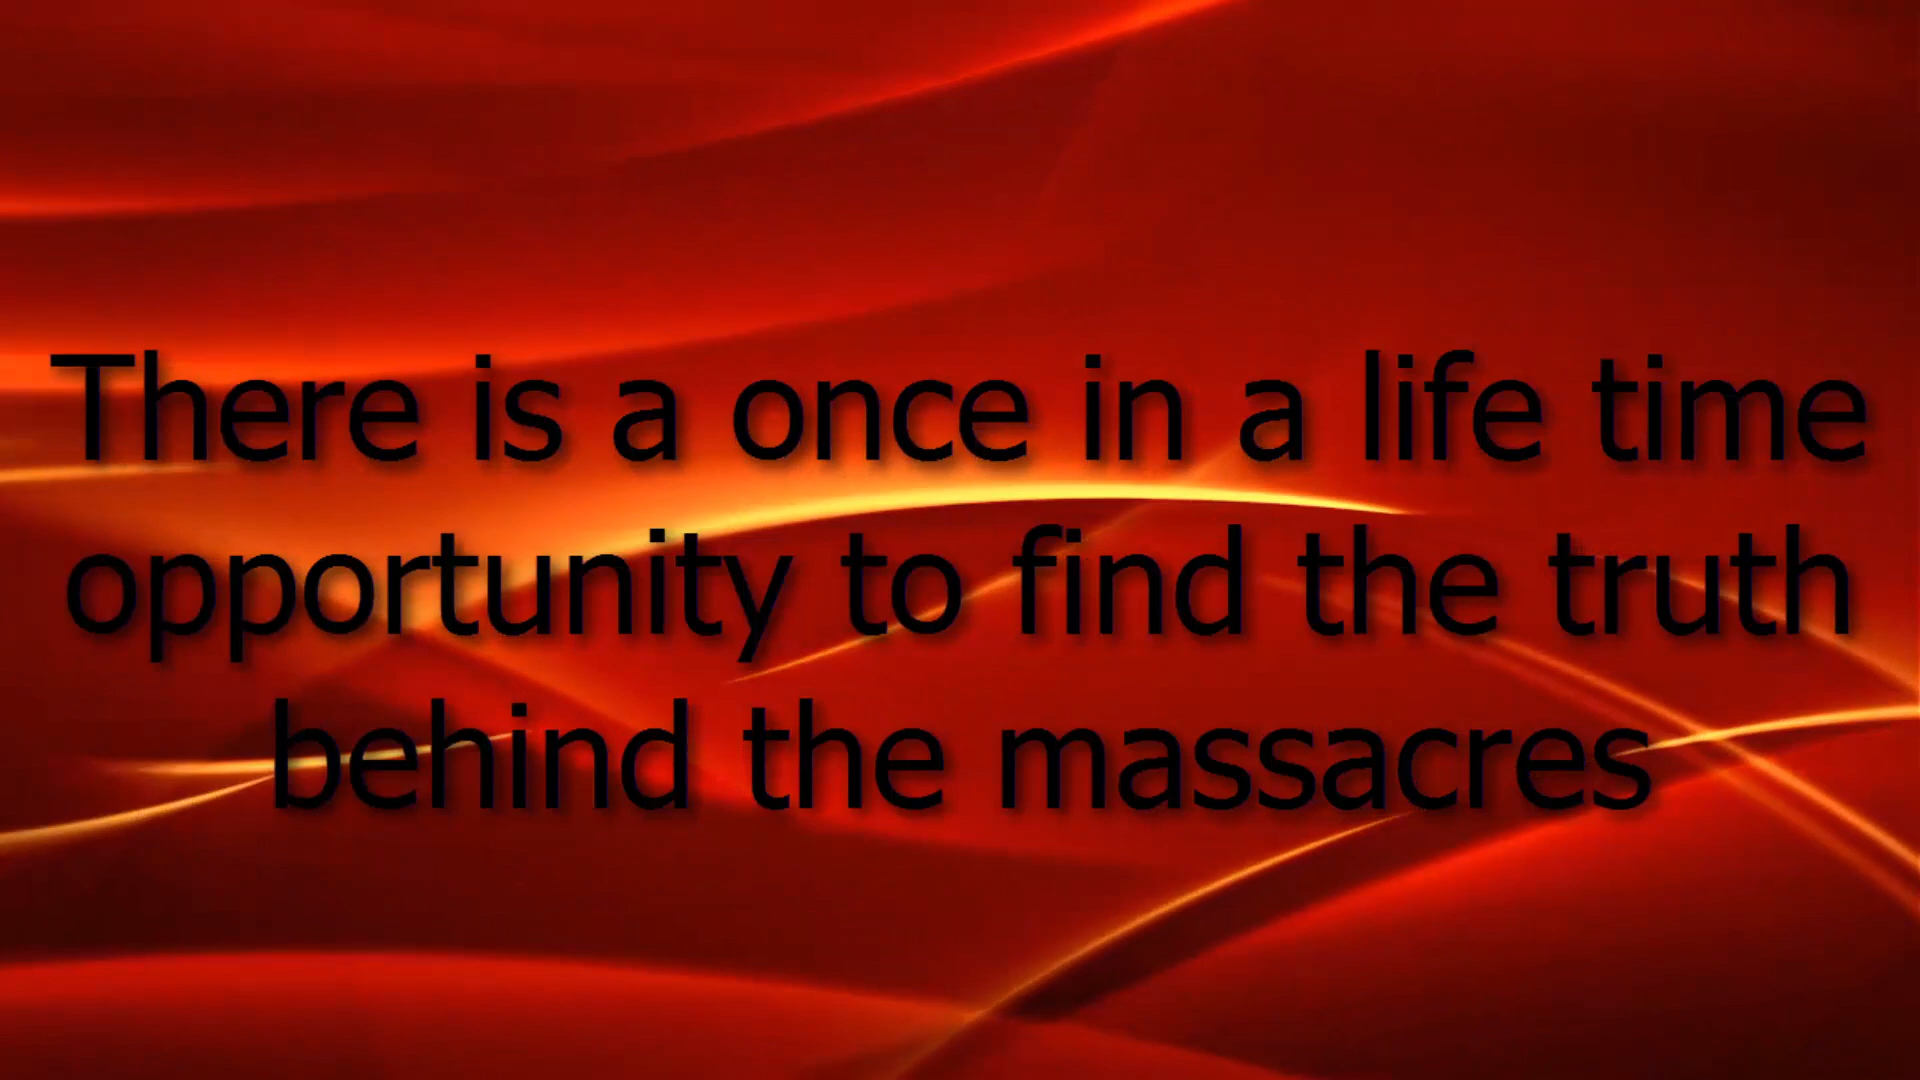 There is a once in a life time
opportunity to find the truth
behind the massacres